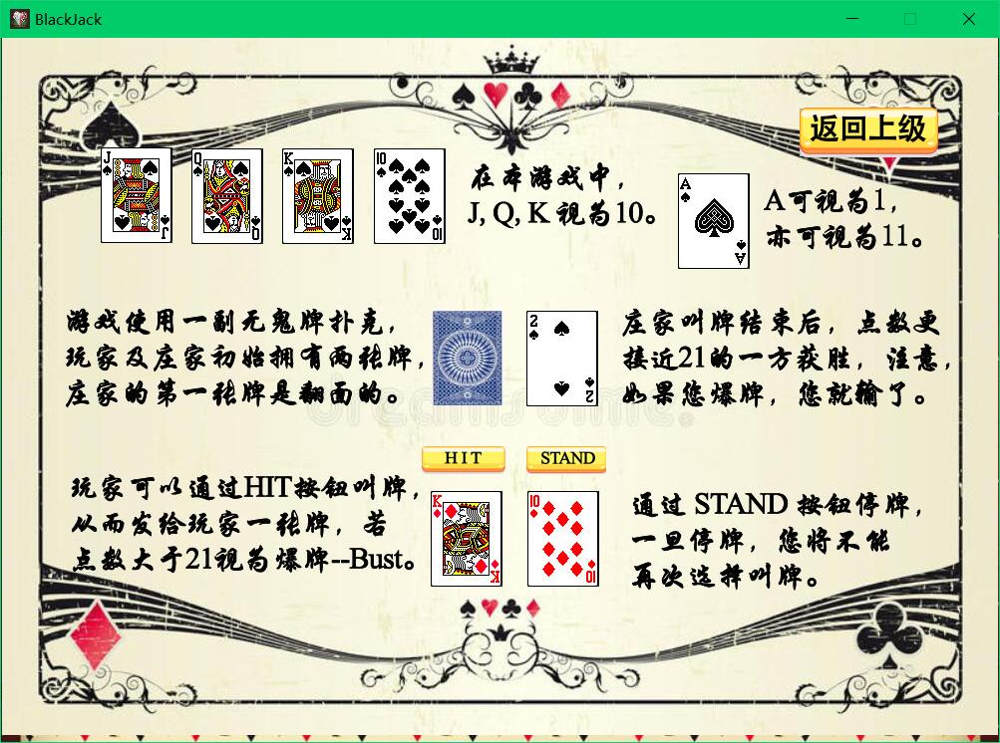 BlackJack
返回上级
J
Q
K
10
在本游戏中，
J, Q, K 视为10。
A
A可视为1，
亦可视为11。
游戏使用一副无鬼牌扑克，
玩家及庄家初始拥有两张牌，
庄家的第一张牌是翻面的。
2
庄家叫牌结束后，点数更
接近21的一方获胜，注意，
如果您爆牌，您就输了。
dreamstime
HIT
STAND
玩家可以通过HIT按钮叫牌，
从而发给玩家一张牌，若
点数大于21视为爆牌--Bust。
K
10
通过 STAND 按钮停牌，
一旦停牌，您将不能
再次选择叫牌。